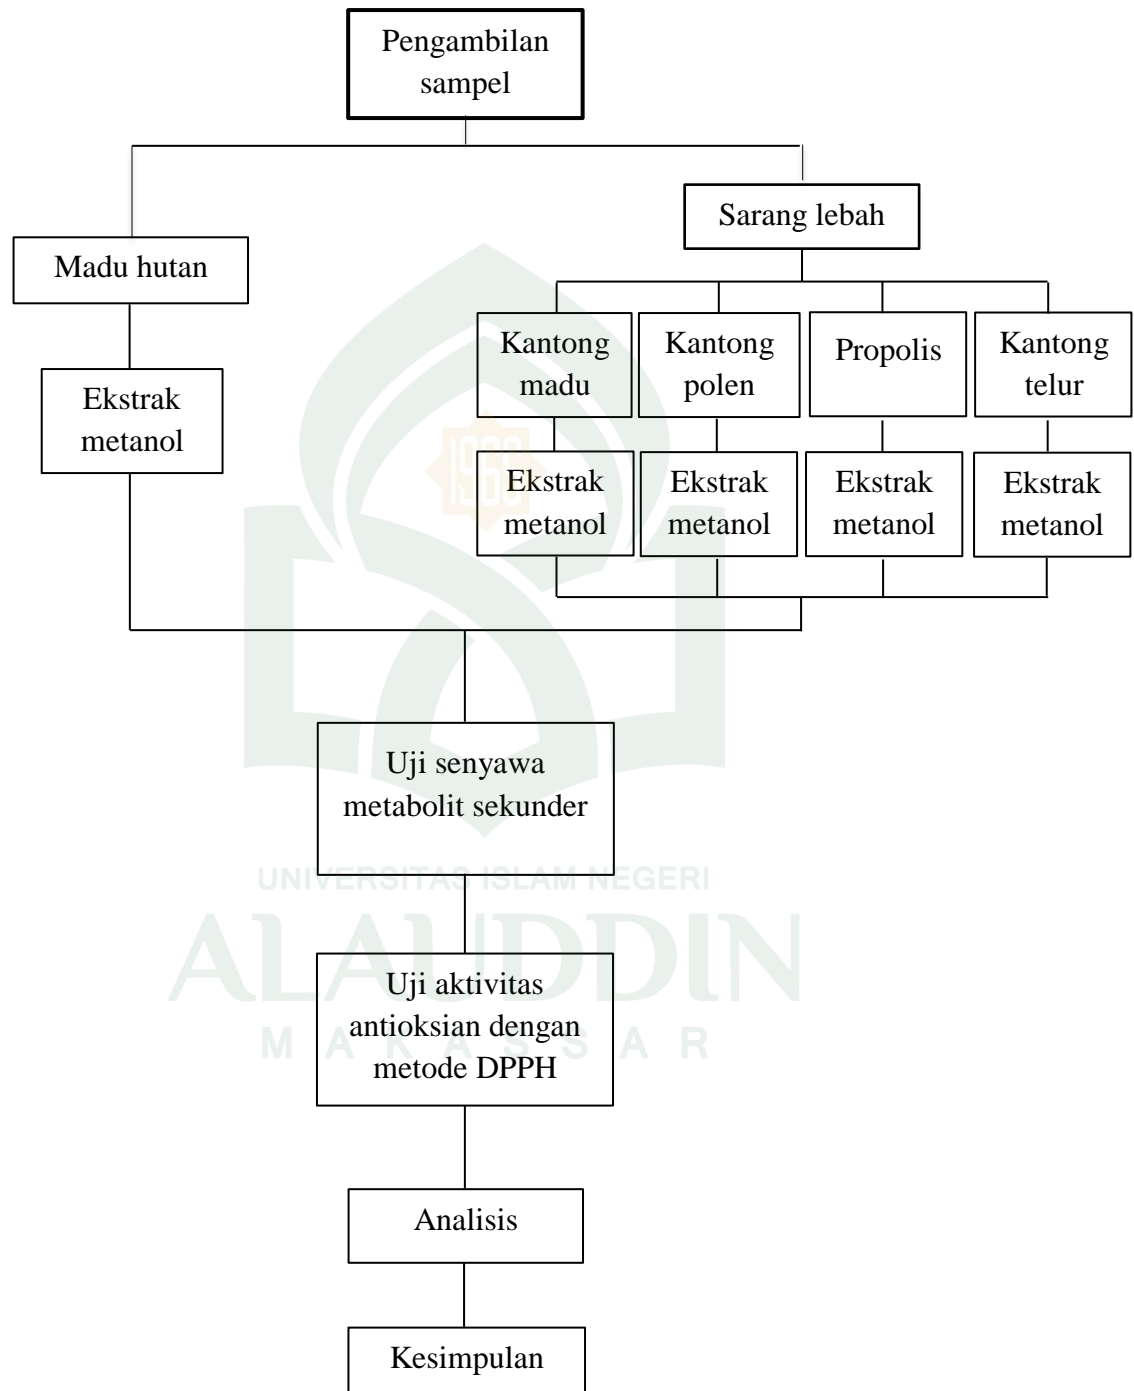 Pengambilan
sampel
Sarang lebah
Madu hutan
Kantong
madu
Kantong
polen
Propolis
Kantong
telur
Ekstrak
metanol
Ekstrak
metanol
Ekstrak
metanol
Ekstrak
metanol
Ekstrak
metanol
1968
Uji senyawa
metabolit sekunder
UNIVERSITAS ISLAM NEGERI
ALAUDDIN
MAKASSAR
Uji aktivitas
antioksian dengan
metode DPPH
Analisis
Kesimpulan